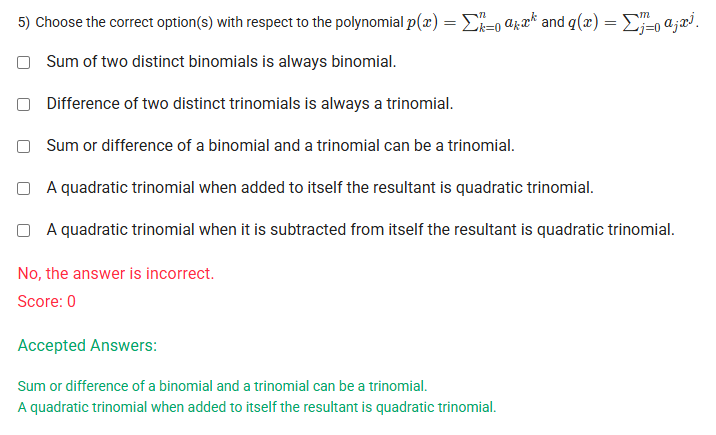 5) Choose the correct option(s) with respect to the polynomial p(x) = ∑ⁿₖ₌₀ aₖxᵏ and q(x) = ∑ᵐⱼ₌₀ aⱼxʲ.
Sum of two distinct binomials is always binomial.
Difference of two distinct trinomials is always a trinomial.
Sum or difference of a binomial and a trinomial can be a trinomial.
A quadratic trinomial when added to itself the resultant is quadratic trinomial.
A quadratic trinomial when it is subtracted from itself the resultant is quadratic trinomial.
No, the answer is incorrect.
Score: 0
Accepted Answers:
Sum or difference of a binomial and a trinomial can be a trinomial.
A quadratic trinomial when added to itself the resultant is quadratic trinomial.